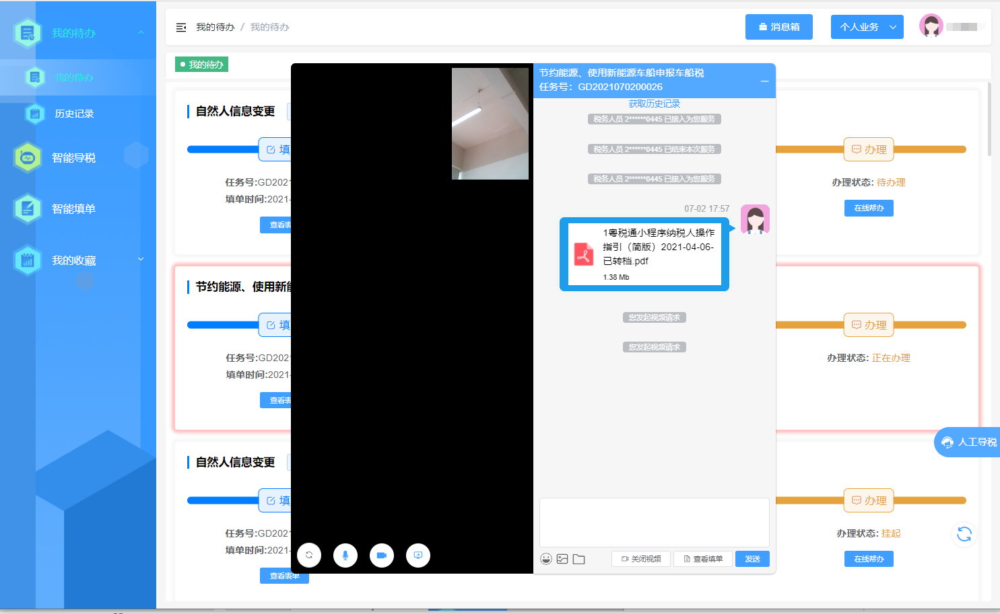 我的待办
我的待办
历史记录
智能导税
智能填单
我的收藏
我的待办 / 我的待办
消息箱
个人业务
我的待办
自然人信息变更
填
任务号:GD2021
填单时间:2021-
查看表
办理
办理状态: 待办理
在线帮办
节约能源、使用新能
填
任务号:GD2021
填单时间:2021-
查看表
办理
办理状态: 正在办理
自然人信息变更
填
任务号:GD2021
填单时间:2021-
查看表单
办理
办理状态: 挂起
在线帮办
人工导税
节约能源、使用新能源车船申报车船税
任务号：GD2021070200026
获取历史记录
税务人员 2******0445 已接入为您服务
税务人员 2******0445 已结束本次服务
税务人员 2******0445 已接入为您服务
07-02 17:57
1粤税通小程序纳税人操作
指引（简版）2021-04-06-
已转档.pdf
1.38 Mb
您发起视频请求
您发起视频请求
关闭视频
查看填单
发送